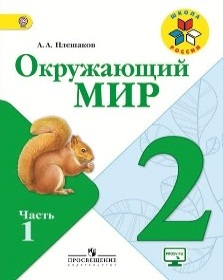 ШКОЛА
РОССИИ
А. А. Плешаков
Окружающий
МИР
2
Часть
1
ПРОСВЕЩЕНИЕ